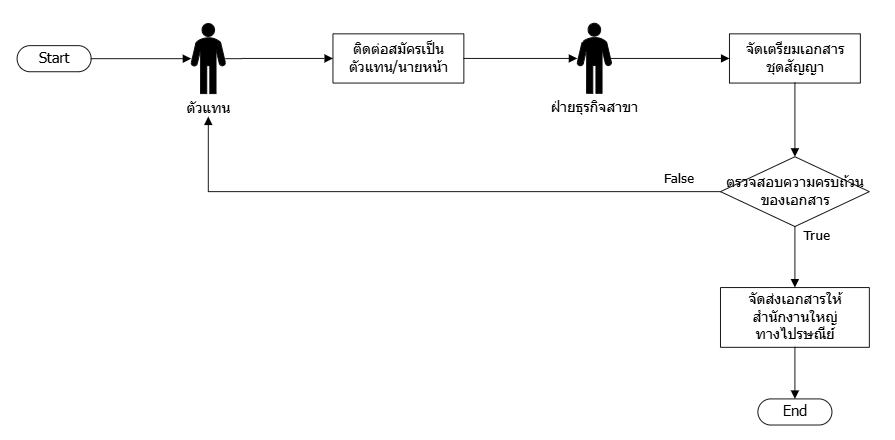 Start
ตัวแทน
ติดต่อสมัครเป็น
ตัวแทน/นายหน้า
ฝ่ายธุรกิจสาขา
จัดเตรียมเอกสาร
ชุดสัญญา
False
ตรวจสอบความครบถ้วน
ของเอกสาร
True
จัดส่งเอกสารให้
สำนักงานใหญ่
ทางไปรษณีย์
End